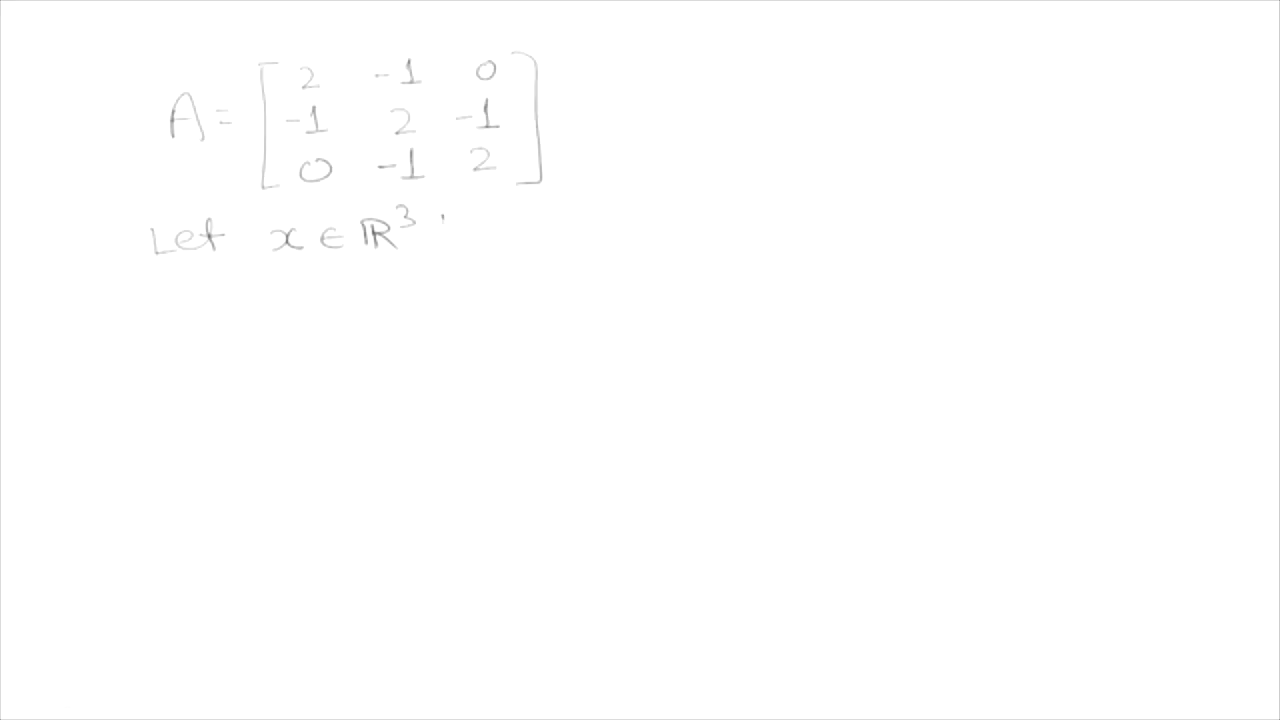 A = [ 2 -1 0
-1 2 -1
0 -1 2 ]
Let x ∈ ℝ³.